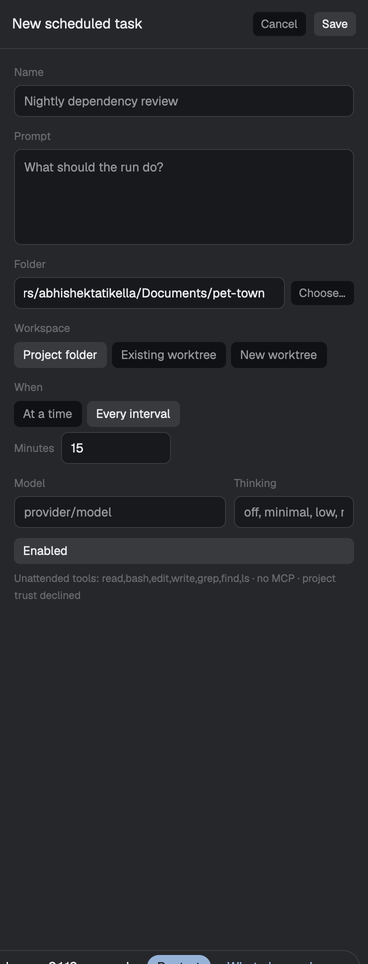 New scheduled task
Cancel
Save
Name
Nightly dependency review
Prompt
What should the run do?
Folder
rs/abhishektatikella/Documents/pet-town
Choose...
Workspace
Project folder
Existing worktree
New worktree
When
At a time
Every interval
Minutes
15
Model
Thinking
provider/model
off, minimal, low, r
Enabled
Unattended tools: read,bash,edit,write,grep,find,ls · no MCP · project
trust declined